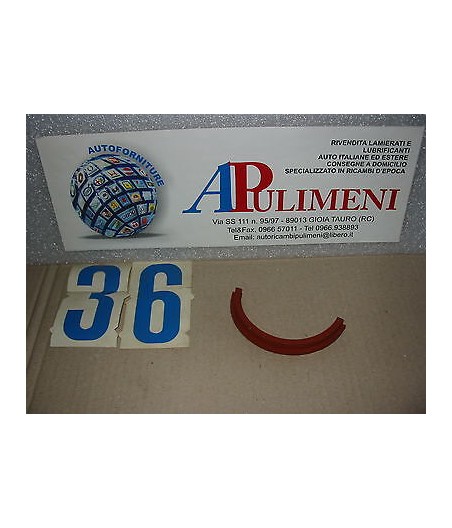 AUTOFORNITURE
RIVENDITA LAMIERATI E
LUBRIFICANTI
AUTO ITALIANE ED ESTERE
CONSEGNE A DOMICILIO
SPECIALIZZATO IN RICAMBI D'EPOCA
APULIMENI
Via SS 111 n. 95/97 - 89013 GIOIA TAURO (RC)
Tel&Fax. 0966 57011 - Tel 0966.938893
Email: autoricambipulimeni@libero.it
36